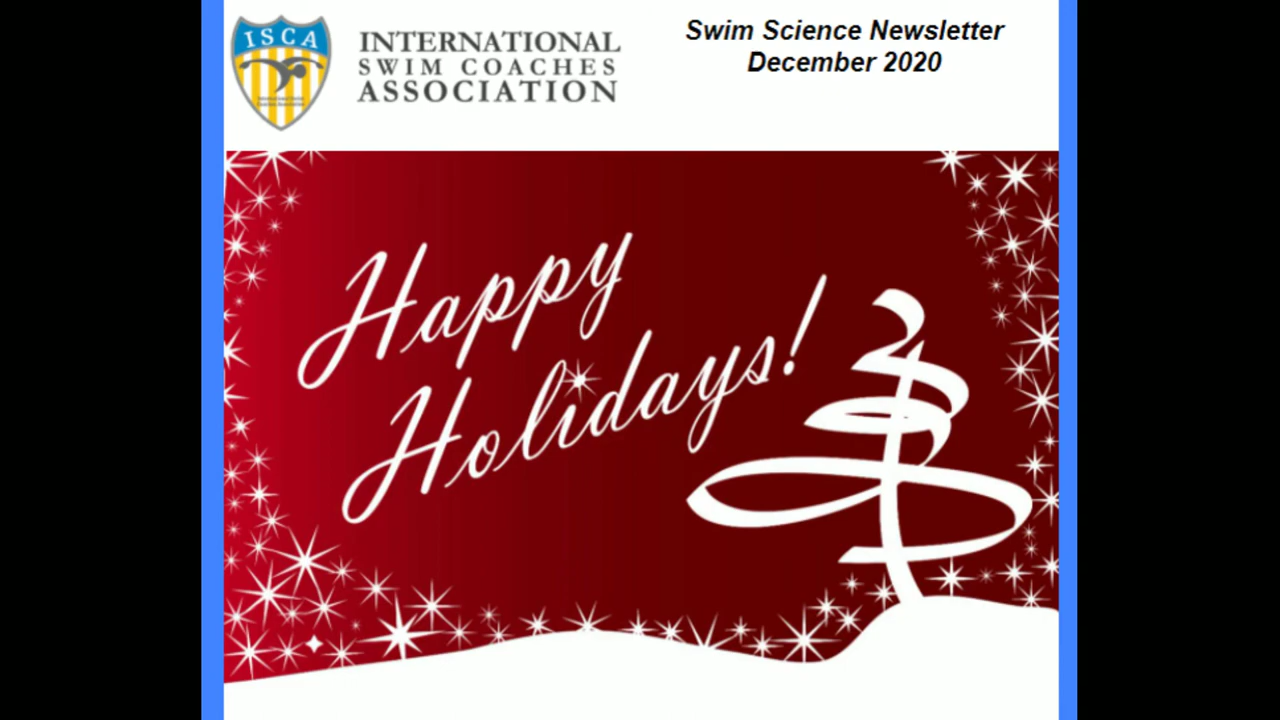 ISCA
INTERNATIONAL
SWIM COACHES
ASSOCIATION
Swim Science Newsletter
December 2020
Happy
Holidays!